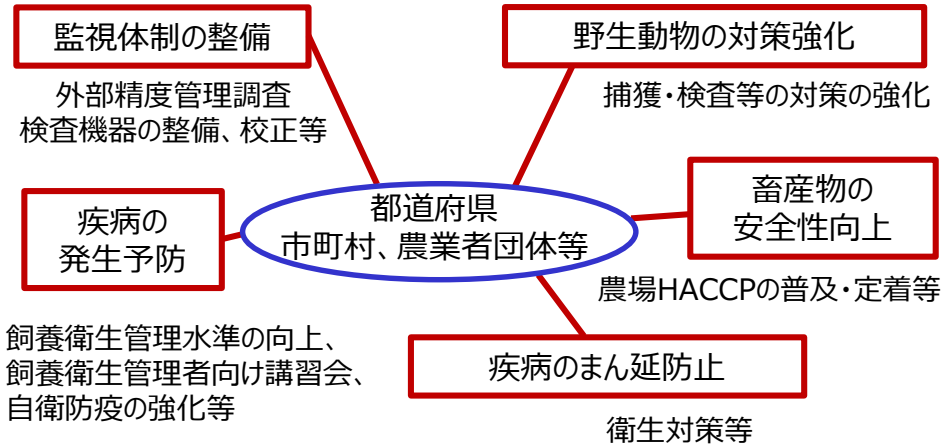 監視体制の整備
外部精度管理調査
検査機器の整備、校正等
野生動物の対策強化
捕獲・検査等の対策の強化
都道府県
市町村、農業者団体等
疾病の
発生予防
飼養衛生管理水準の向上、
飼養衛生管理者向け講習会、
自衛防疫の強化等
畜産物の
安全性向上
農場HACCPの普及・定着等
疾病のまん延防止
衛生対策等